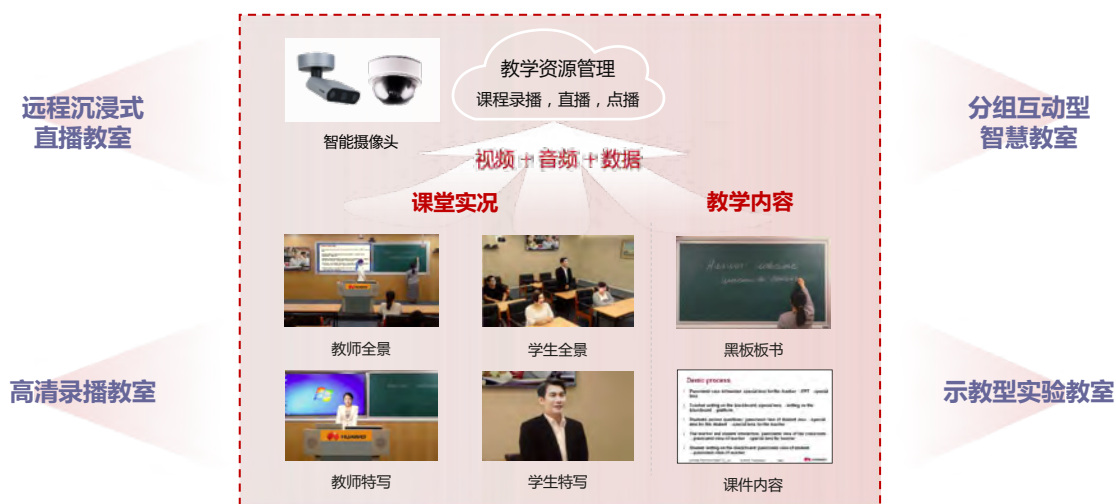 教学资源管理
课程录播，直播，点播
智能摄像头
远程沉浸式
直播教室
分组互动型
智慧教室
视频＋音频＋数据
课堂实况
教学内容
教师全景
学生全景
黑板板书
高清录播教室
示教型实验教室
HUAWEI
Demo process
教师特写
学生特写
课件内容